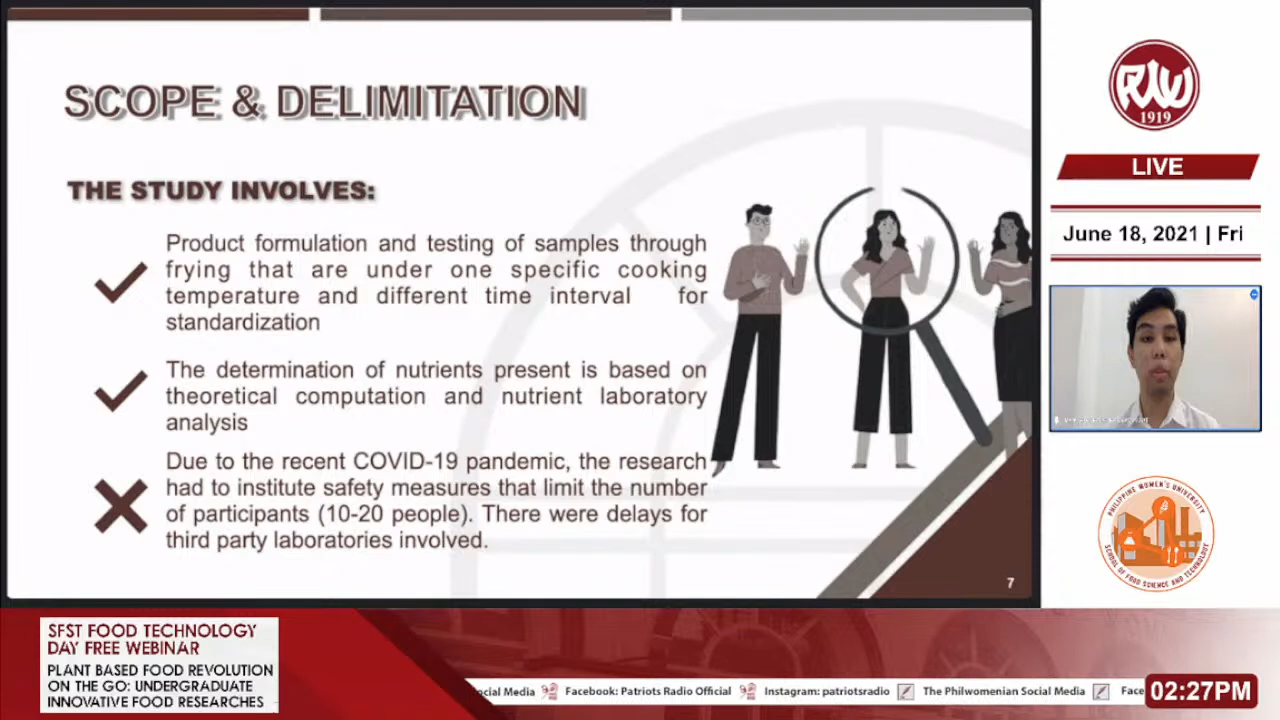 SCOPE & DELIMITATION
THE STUDY INVOLVES:
Product formulation and testing of samples through
frying that are under one specific cooking
temperature and different time interval for
standardization
The determination of nutrients present is based on
theoretical computation and nutrient laboratory
analysis
Due to the recent COVID-19 pandemic, the research
had to institute safety measures that limit the number
of participants (10-20 people). There were delays for
third party laboratories involved.
7
PWU
1919
LIVE
June 18, 2021 | Fri
PHILIPPINE WOMEN'S UNIVERSITY
SCHOOL OF FOOD SCIENCE AND TECHNOLOGY
SFST FOOD TECHNOLOGY
DAY FREE WEBINAR
PLANT BASED FOOD REVOLUTION
ON THE GO: UNDERGRADUATE
INNOVATIVE FOOD RESEARCHES
ocial Media Facebook: Patriots Radio Official Instagram: patriotsradio The Philwomenian Social Media Face
02:27PM